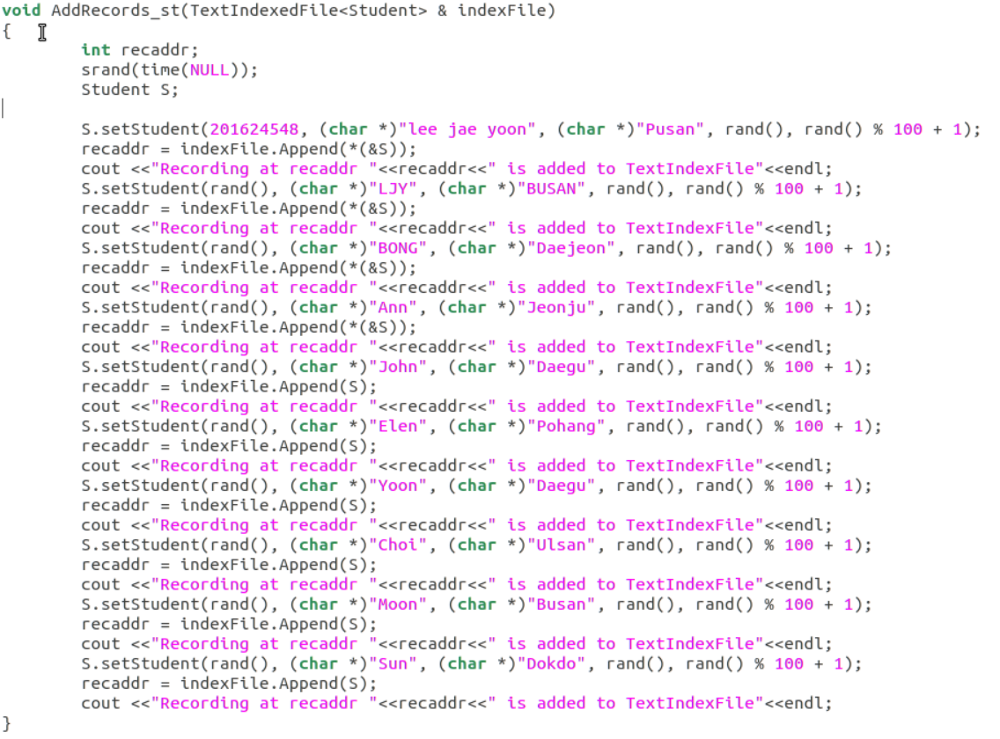 void AddRecords_st(TextIndexedFile<Student> & indexFile)
{
        int recaddr;
        srand(time(NULL));
        Student S;

        S.setStudent(201624548, (char *)"lee jae yoon", (char *)"Pusan", rand(), rand() % 100 + 1);
        recaddr = indexFile.Append(*(&S));
        cout <<"Recording at recaddr "<<recaddr<<" is added to TextIndexFile"<<endl;
        S.setStudent(rand(), (char *)"LJY", (char *)"BUSAN", rand(), rand() % 100 + 1);
        recaddr = indexFile.Append(*(&S));
        cout <<"Recording at recaddr "<<recaddr<<" is added to TextIndexFile"<<endl;
        S.setStudent(rand(), (char *)"BONG", (char *)"Daejeon", rand(), rand() % 100 + 1);
        recaddr = indexFile.Append(*(&S));
        cout <<"Recording at recaddr "<<recaddr<<" is added to TextIndexFile"<<endl;
        S.setStudent(rand(), (char *)"Ann", (char *)"Jeonju", rand(), rand() % 100 + 1);
        recaddr = indexFile.Append(*(&S));
        cout <<"Recording at recaddr "<<recaddr<<" is added to TextIndexFile"<<endl;
        S.setStudent(rand(), (char *)"John", (char *)"Daegu", rand(), rand() % 100 + 1);
        recaddr = indexFile.Append(S);
        cout <<"Recording at recaddr "<<recaddr<<" is added to TextIndexFile"<<endl;
        S.setStudent(rand(), (char *)"Elen", (char *)"Pohang", rand(), rand() % 100 + 1);
        recaddr = indexFile.Append(S);
        cout <<"Recording at recaddr "<<recaddr<<" is added to TextIndexFile"<<endl;
        S.setStudent(rand(), (char *)"Yoon", (char *)"Daegu", rand(), rand() % 100 + 1);
        recaddr = indexFile.Append(S);
        cout <<"Recording at recaddr "<<recaddr<<" is added to TextIndexFile"<<endl;
        S.setStudent(rand(), (char *)"Choi", (char *)"Ulsan", rand(), rand() % 100 + 1);
        recaddr = indexFile.Append(S);
        cout <<"Recording at recaddr "<<recaddr<<" is added to TextIndexFile"<<endl;
        S.setStudent(rand(), (char *)"Moon", (char *)"Busan", rand(), rand() % 100 + 1);
        recaddr = indexFile.Append(S);
        cout <<"Recording at recaddr "<<recaddr<<" is added to TextIndexFile"<<endl;
        S.setStudent(rand(), (char *)"Sun", (char *)"Dokdo", rand(), rand() % 100 + 1);
        recaddr = indexFile.Append(S);
        cout <<"Recording at recaddr "<<recaddr<<" is added to TextIndexFile"<<endl;
}